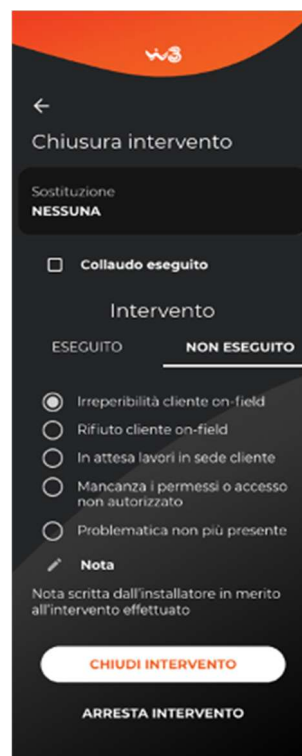 W3
Chiusura intervento
Sostituzione
NESSUNA
Collaudo eseguito
Intervento
ESEGUITO NON ESEGUITO
Irreperibilità cliente on-field
Rifiuto cliente on-field
In attesa lavori in sede cliente
Mancanza i permessi o accesso
non autorizzato
Problematica non più presente
Nota
Nota scritta dall'installatore in merito
all'intervento effettuato
CHIUDI INTERVENTO
ARRESTA INTERVENTO